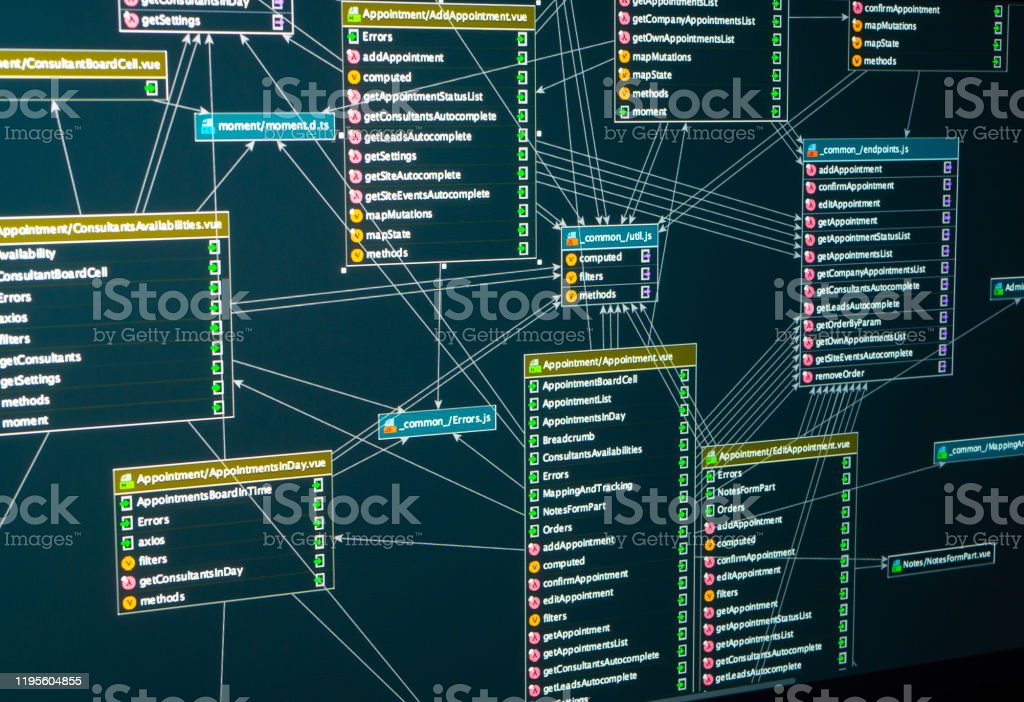 getConsultantsInDay
getSettings
Appointment/AddAppointment.vue
Errors
addAppointment
computed
getAppointmentStatusList
getConsultantsAutocomplete
getLeadsAutocomplete
getSettings
getSiteAutocomplete
getSiteEventsAutocomplete
mapMutations
mapState
methods
getAppointmentsList
getCompanyAppointmentsList
getOwnAppointmentsList
mapMutations
mapState
methods
moment
confirmAppointment
mapMutations
mapState
methods
ment/ConsultantBoardCell.vue
moment/moment.d.ts
_common_/endpoints.js
addAppointment
confirmAppointment
editAppointment
getAppointment
getAppointmentStatusList
getAppointmentsList
getCompanyAppointmentsList
getConsultantsAutocomplete
getLeadsAutocomplete
getOrderByParam
getOwnAppointmentsList
getSiteEventsAutocomplete
removeOrder
Appointment/ConsultantsAvailabilities.vue
Availability
ConsultantBoardCell
Errors
axios
filters
getConsultants
getSettings
methods
moment
_common_/util.js
computed
filters
methods
Admin
Appointment/Appointment.vue
AppointmentBoardCell
AppointmentList
AppointmentsInDay
Breadcrumb
ConsultantsAvailabilities
Errors
MappingAndTracking
NotesFormPart
Orders
addAppointment
computed
confirmAppointment
editAppointment
filters
getAppointment
getAppointmentsList
getConsultantsAutocomplete
getLeadsAutocomplete
getSettings
_common_/Errors.js
Appointment/EditAppointment.vue
Errors
NotesFormPart
Orders
addAppointment
computed
confirmAppointment
editAppointment
filters
getAppointment
getAppointmentStatusList
getAppointmentsList
getConsultantsAutocomplete
getLeadsAutocomplete
_common_/MappingAn
Appointment/AppointmentsInDay.vue
AppointmentsBoardInTime
Errors
axios
filters
getConsultantsInDay
methods
Notes/NotesFormPart.vue
iStock
by Getty Images™
1195604855